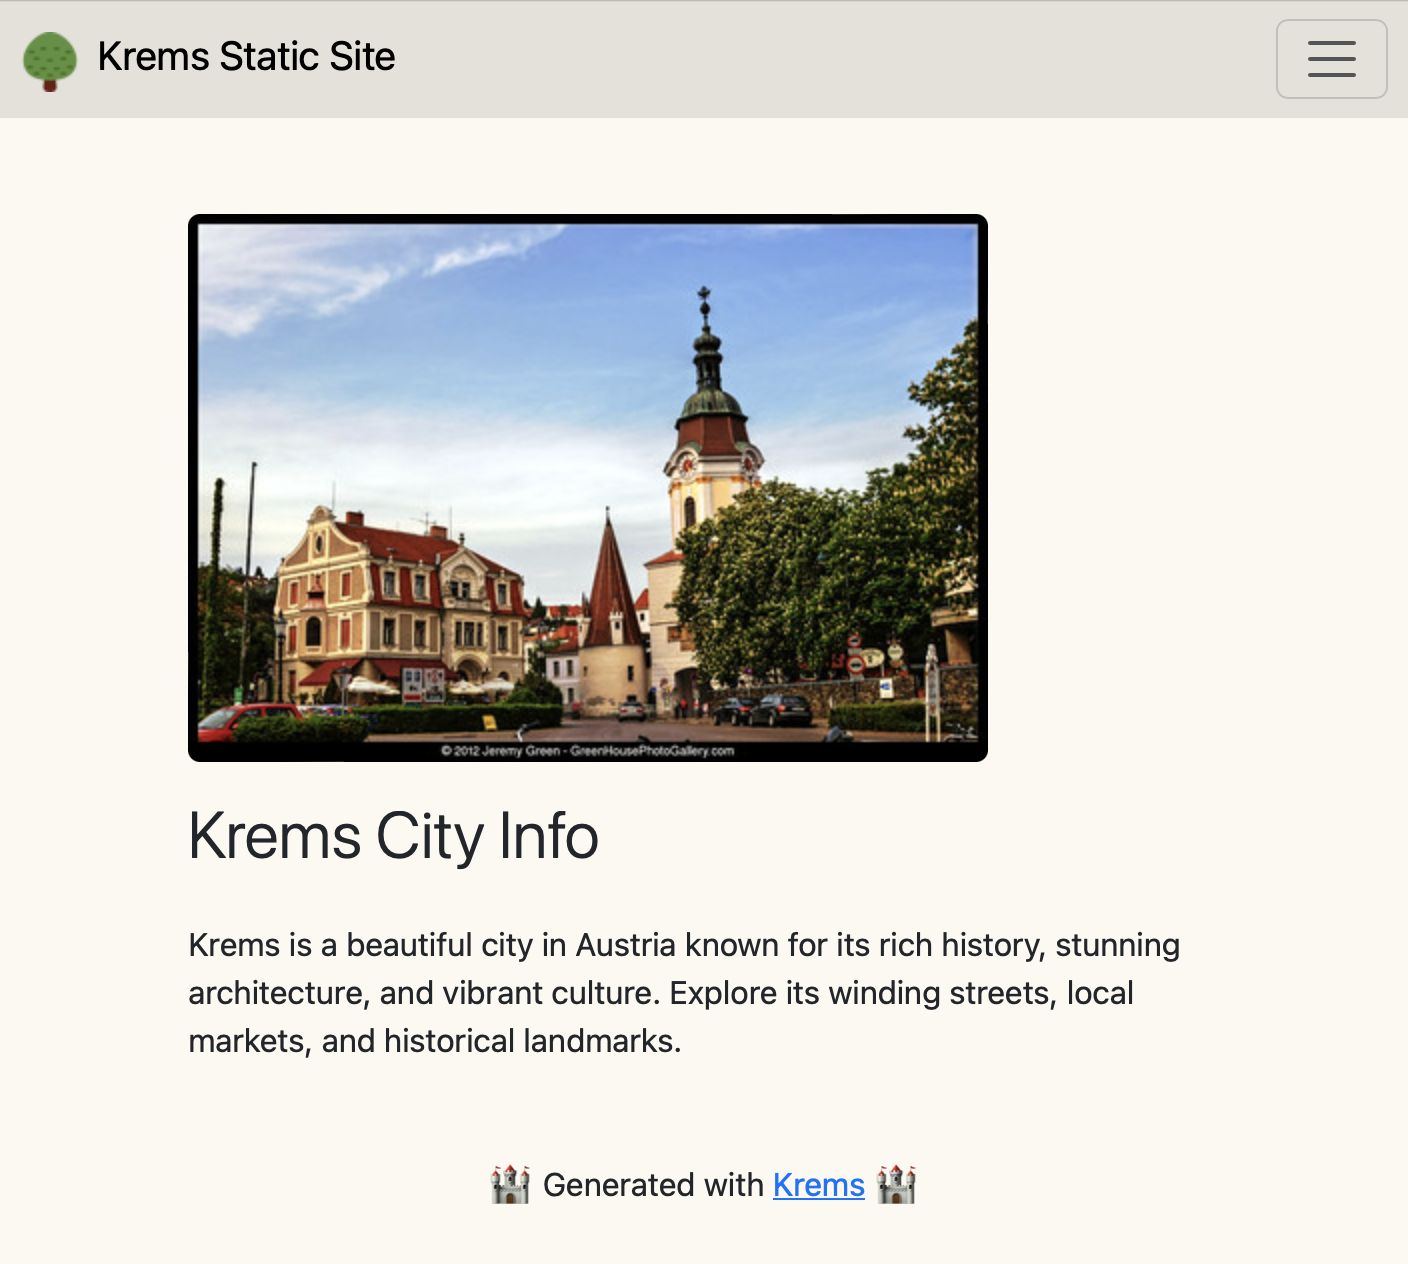 Krems Static Site
© 2012 Jeremy Green - GreenHousePhotoGallery.com
Krems City Info
Krems is a beautiful city in Austria known for its rich history, stunning
architecture, and vibrant culture. Explore its winding streets, local
markets, and historical landmarks.
Generated with Krems